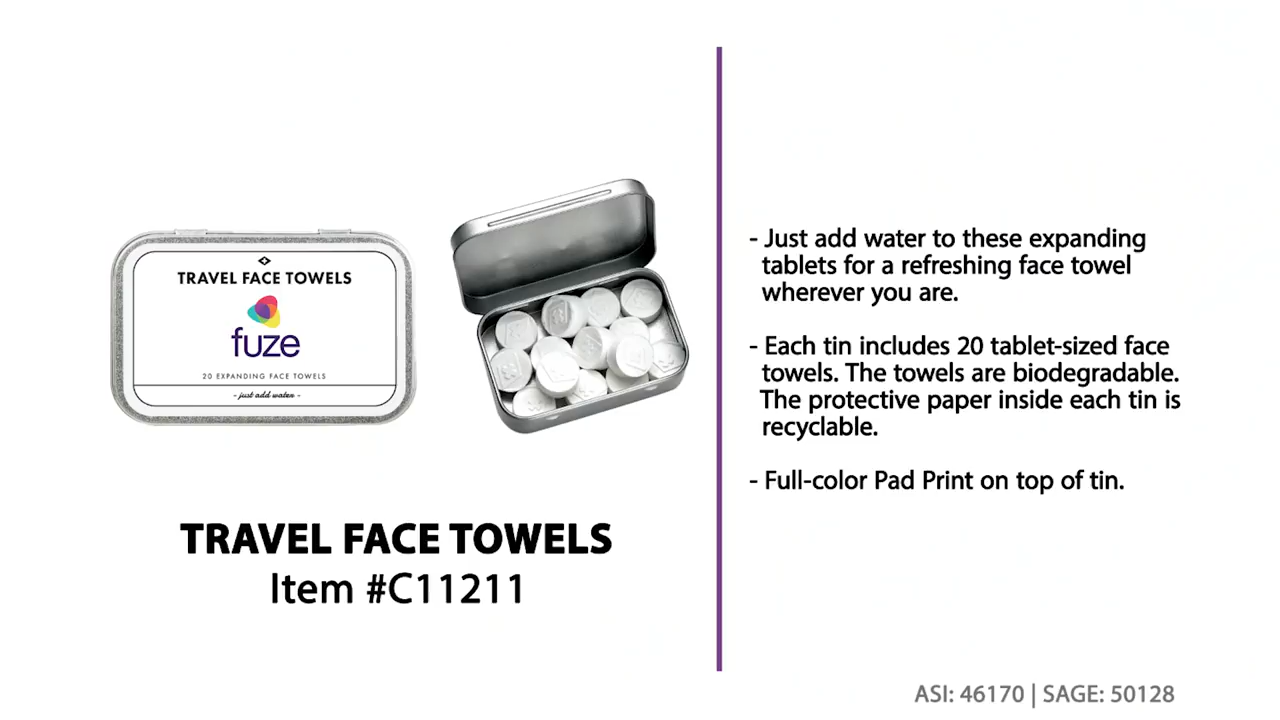 TRAVEL FACE TOWELS
fuze
20 EXPANDING FACE TOWELS
- just add water -
TRAVEL FACE TOWELS
Item #C11211
- Just add water to these expanding
tablets for a refreshing face towel
wherever you are.
- Each tin includes 20 tablet-sized face
towels. The towels are biodegradable.
The protective paper inside each tin is
recyclable.
- Full-color Pad Print on top of tin.
ASI: 46170 | SAGE: 50128